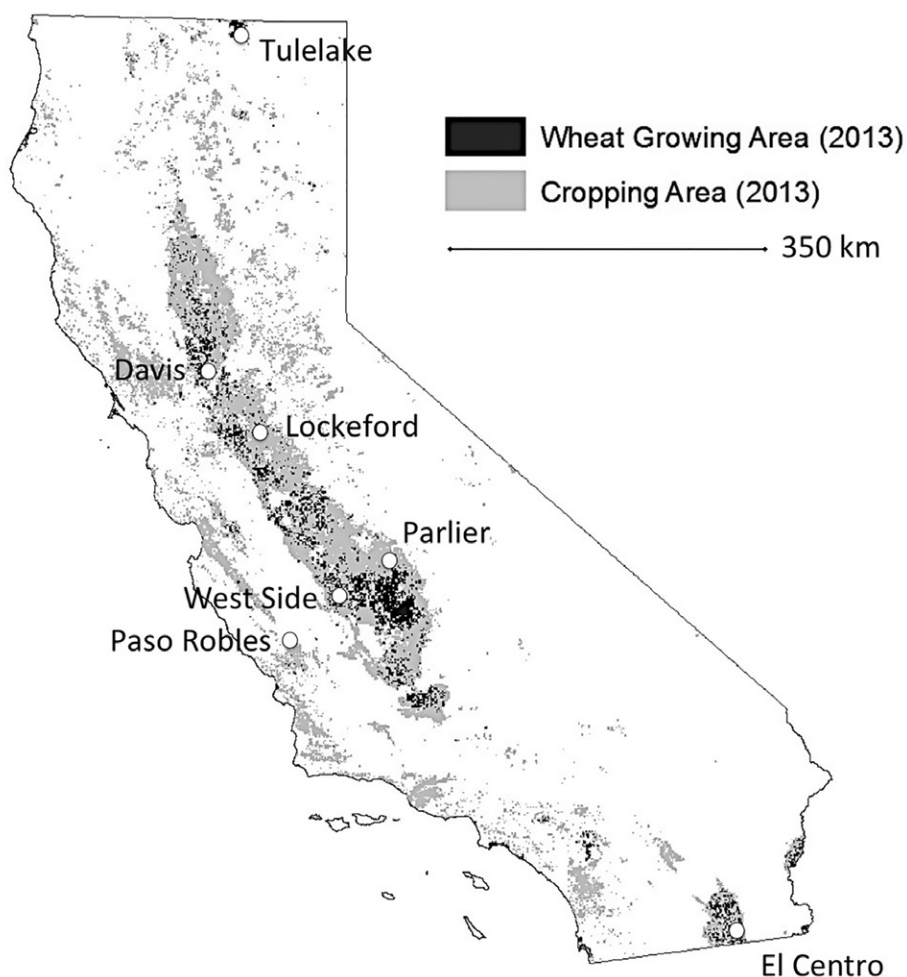 Tulelake
Wheat Growing Area (2013)
Cropping Area (2013)
350 km
Davis
Lockeford
Parlier
West Side
Paso Robles
El Centro